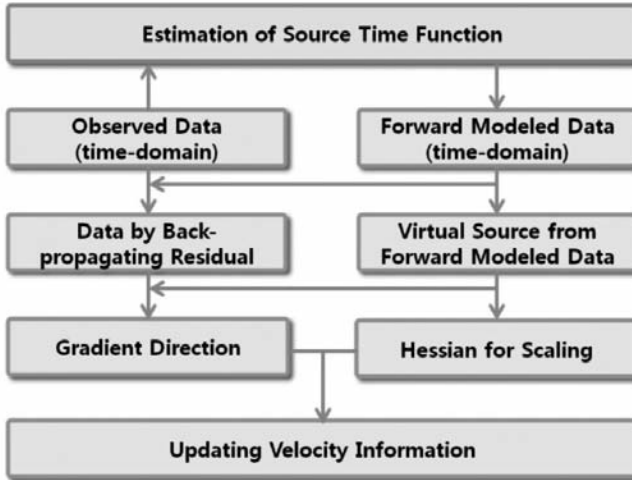 Estimation of Source Time Function
Observed Data
(time-domain)
Forward Modeled Data
(time-domain)
Data by Back-
propagating Residual
Virtual Source from
Forward Modeled Data
Gradient Direction
Hessian for Scaling
Updating Velocity Information